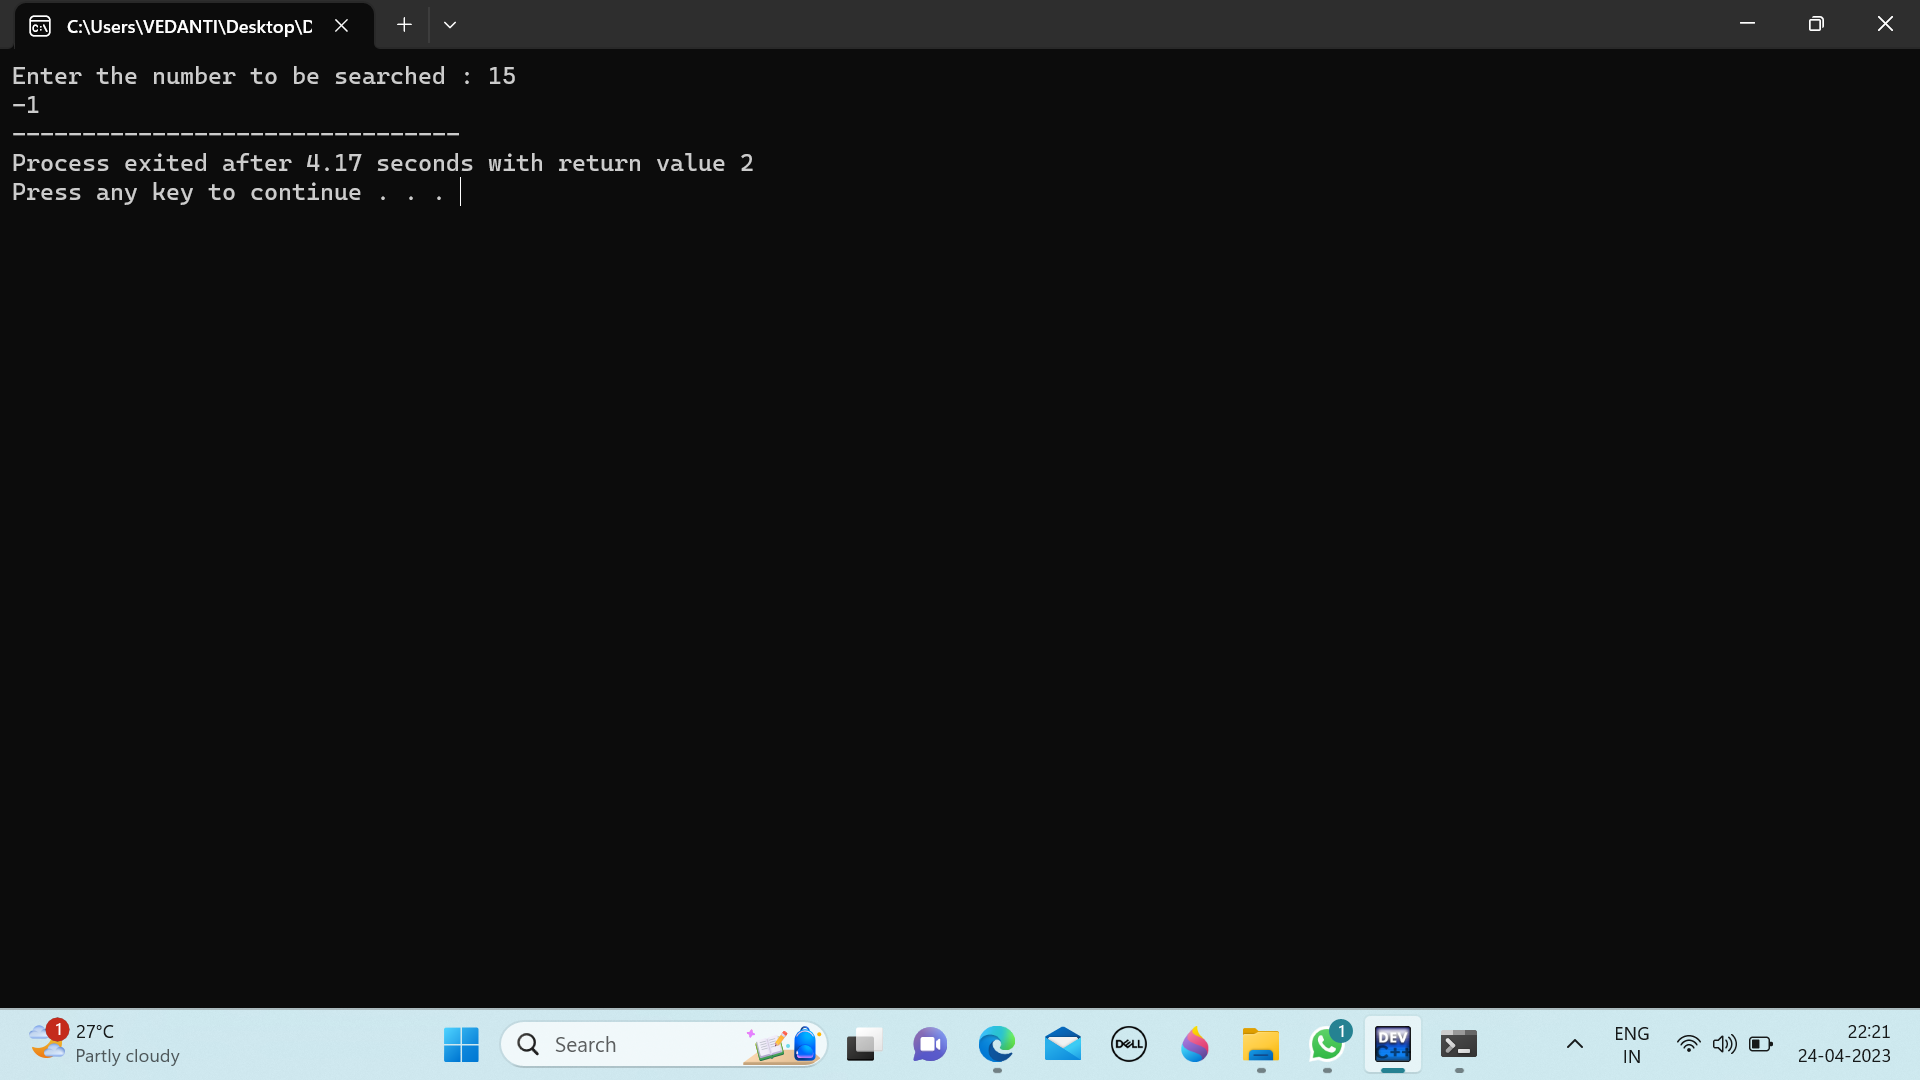 C:\Users\VEDANTI\Desktop\D
Enter the number to be searched : 15
-1
--------------------------------
Process exited after 4.17 seconds with return value 2
Press any key to continue . . .
1
27°C
Partly cloudy
Search
DELL
1
DEV
C++
ENG
IN
22:21
24-04-2023